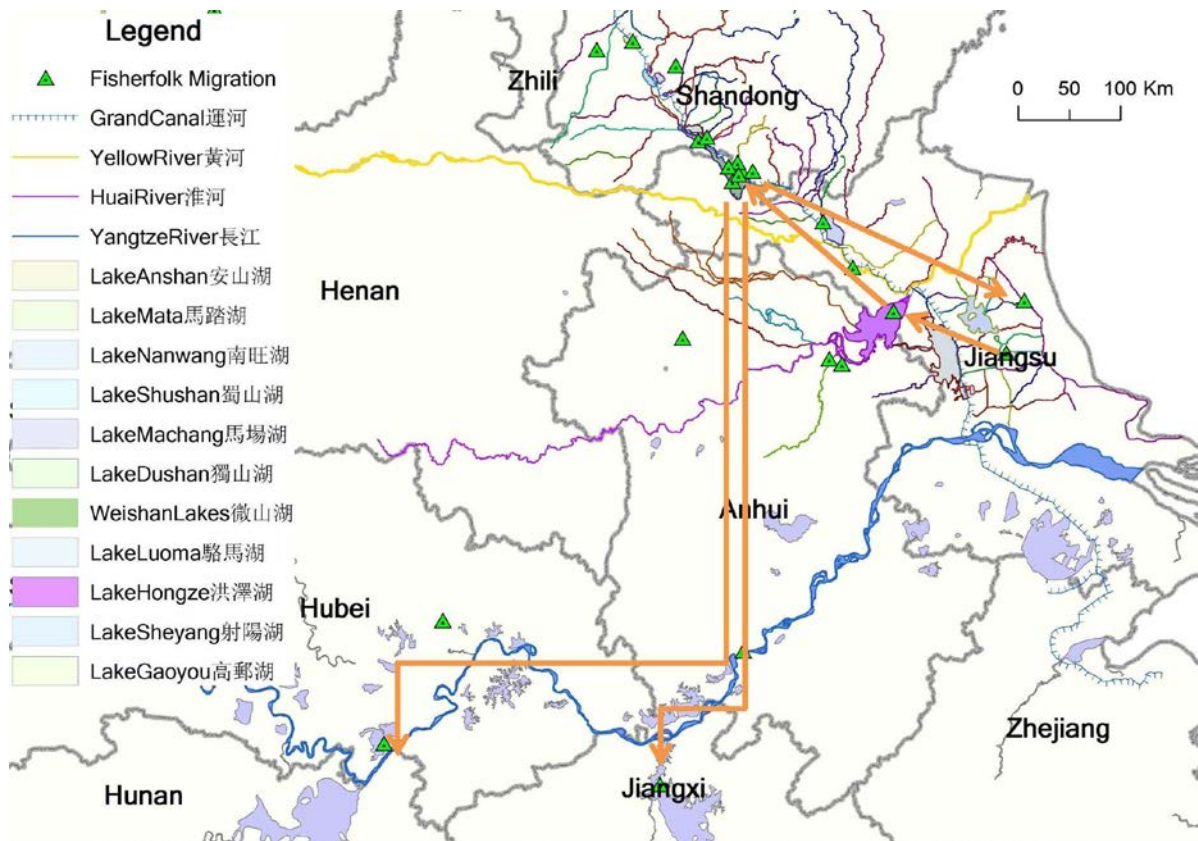 Legend
Fisherfolk Migration
GrandCanal運河
YellowRiver黃河
HuaiRiver淮河
YangtzeRiver長江
LakeAnshan安山湖
LakeMata馬踏湖
LakeNanwang南旺湖
LakeShushan蜀山湖
LakeMachang馬場湖
LakeDushan獨山湖
WeishanLakes微山湖
LakeLuoma駱馬湖
LakeHongze洪澤湖
LakeSheyang射陽湖
LakeGaoyou高郵湖
Zhili
Shandong
0 50 100 Km
Henan
Jiangsu
Anhui
Hubei
Zhejiang
Hunan
Jiangxi